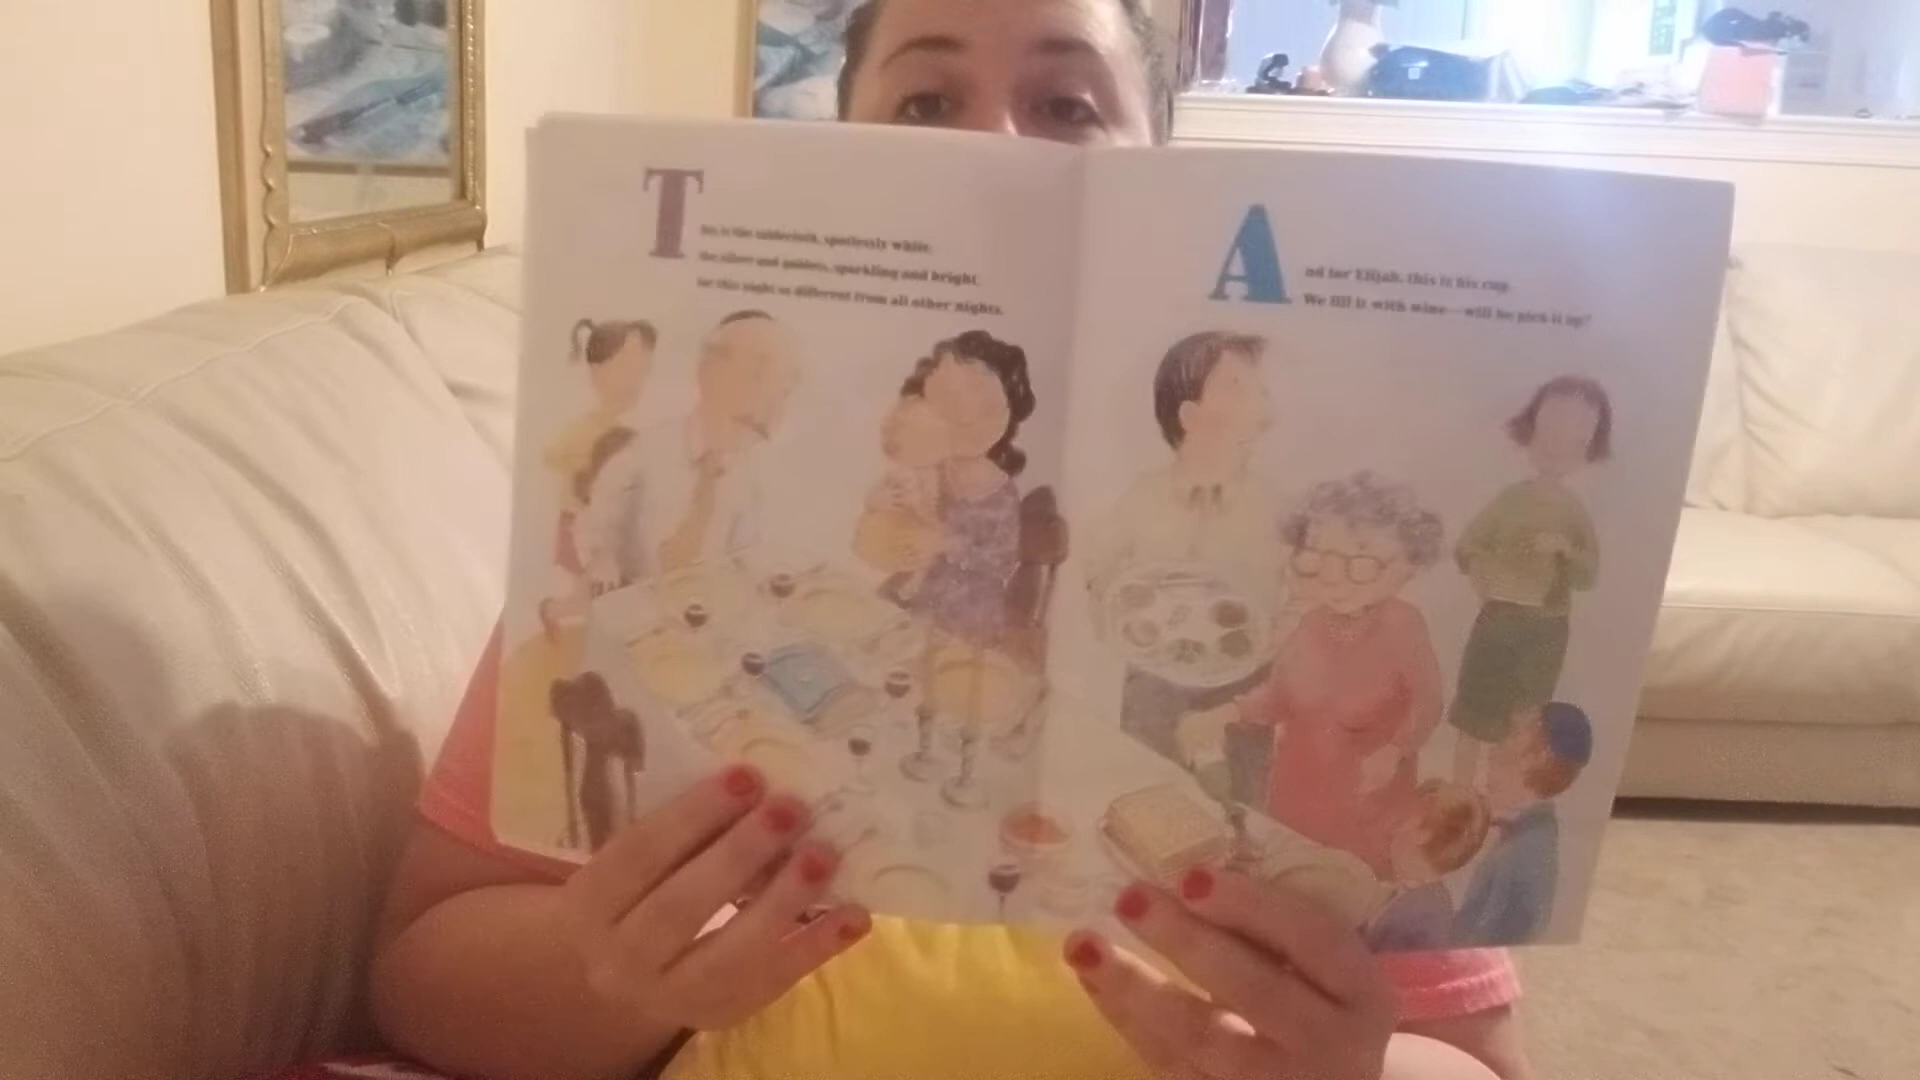 This is the tablecloth, spotlessly white,
the silver and goblets, sparkling and bright,
for this night is different from all other nights.
And for Elijah, this is his cup.
We fill it with wine—will he pick it up?